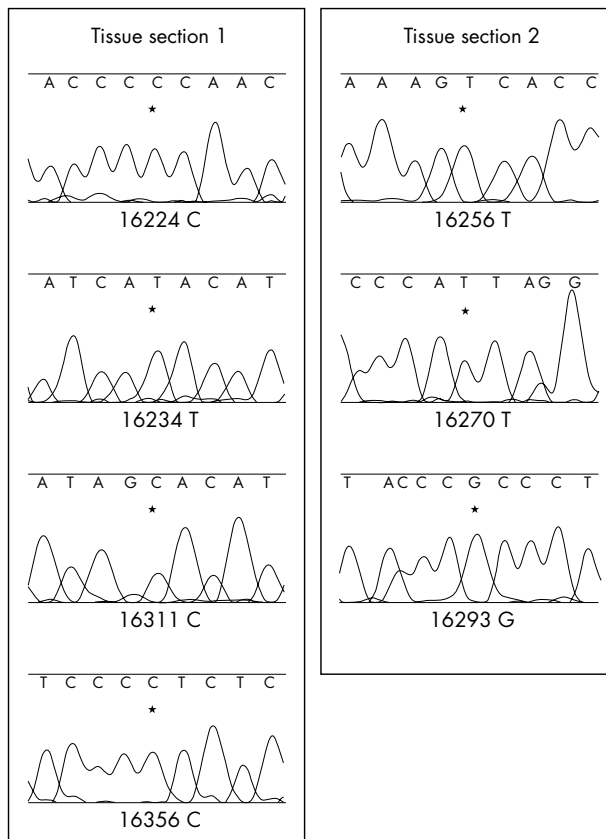 Tissue section 1
A C C C C C A A C
★
16224 C
A T C A T A C A T
★
16234 T
A T A G C A C A T
★
16311 C
T C C C C T C T C
★
16356 C
Tissue section 2
A A A G T C A C C
★
16256 T
C C C A T T A G G
★
16270 T
T A C C C G C C C T
★
16293 G